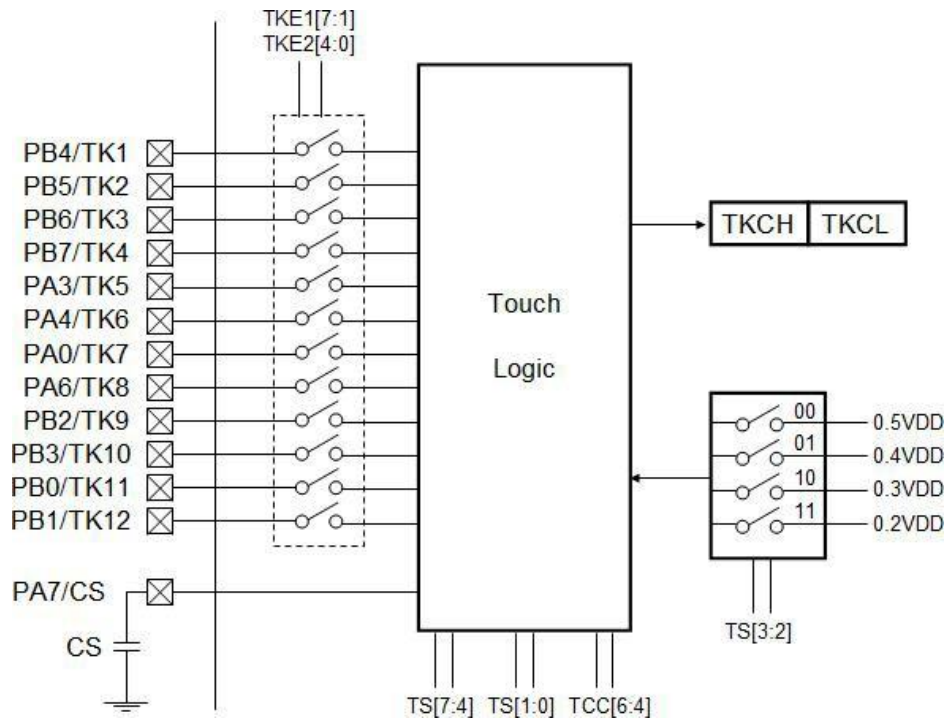 TKE1[7:1]
TKE2[4:0]
PB4/TK1
PB5/TK2
PB6/TK3
PB7/TK4
PA3/TK5
PA4/TK6
PA0/TK7
PA6/TK8
PB2/TK9
PB3/TK10
PB0/TK11
PB1/TK12
PA7/CS
CS
Touch
Logic
TKCH TKCL
00 0.5VDD
01 0.4VDD
10 0.3VDD
11 0.2VDD
TS[3:2]
TS[7:4] TS[1:0] TCC[6:4]